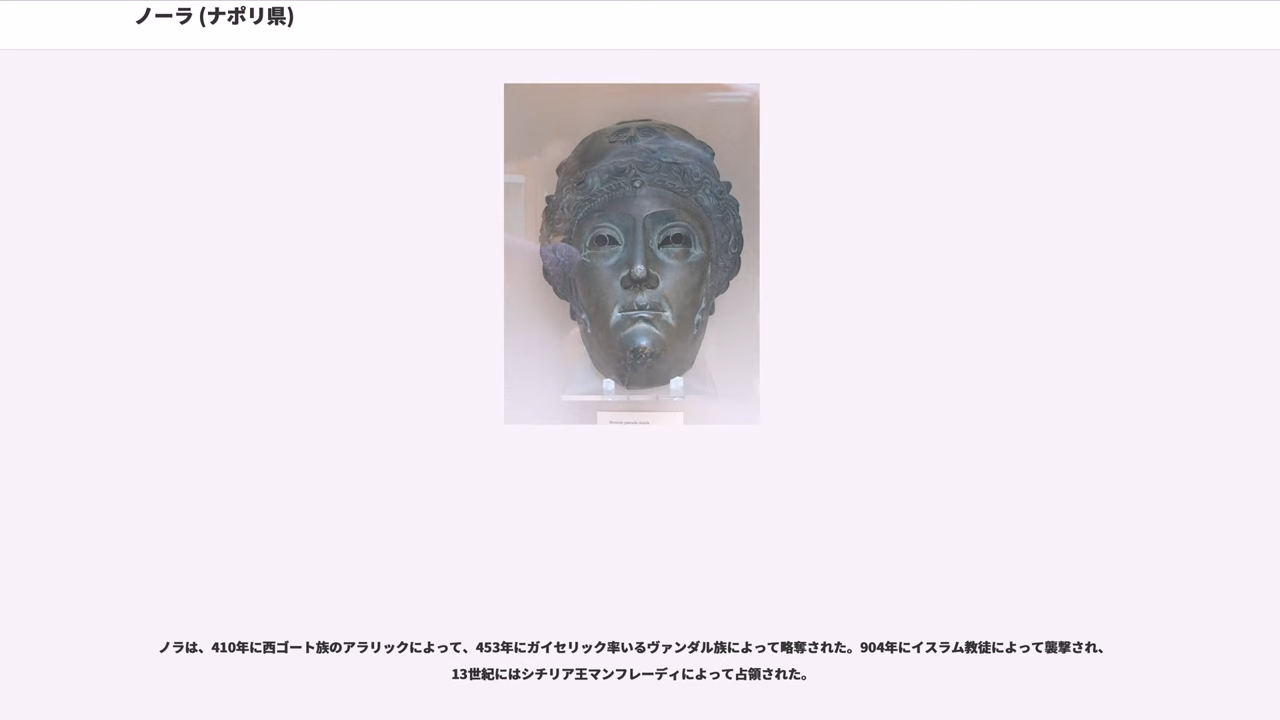 ノーラ (ナポリ県)
ノラは、410年に西ゴート族のアラリックによって、453年にガイセリック率いるヴァンダル族によって略奪された。904年にイスラム教徒によって襲撃され、
13世紀にはシチリア王マンフレーディによって占領された。